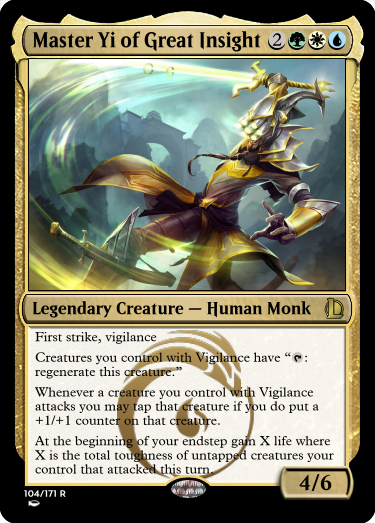 Master Yi of Great Insight 2
Legendary Creature — Human Monk
First strike, vigilance
Creatures you control with Vigilance have “:
regenerate this creature.”
Whenever a creature you control with Vigilance
attacks you may tap that creature if you do put a
+1/+1 counter on that creature.
At the beginning of your endstep gain X life where
X is the total toughness of untapped creatures your
control that attacked this turn.
4/6
104/171 R